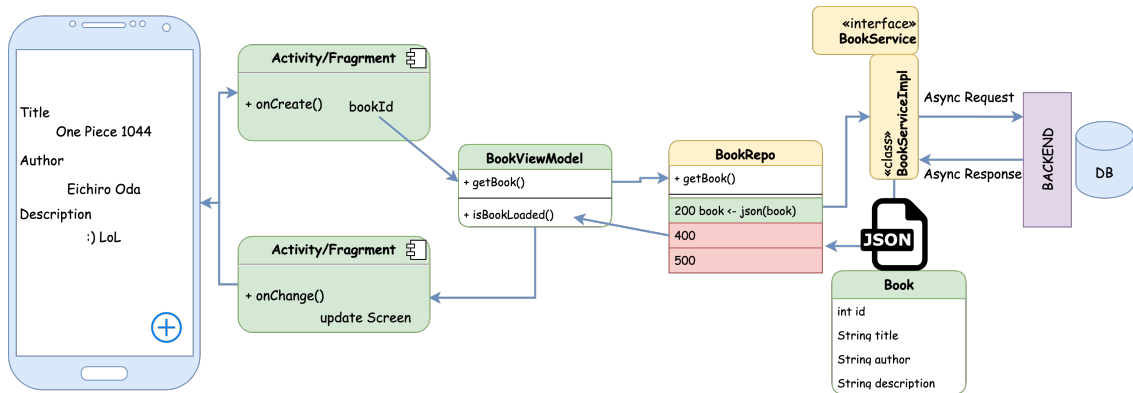 Title
One Piece 1044
Author
Eichiro Oda
Description
:) LoL
Activity/Fragrment
+ onCreate()
bookId
Activity/Fragrment
+ onChange()
update Screen
BookViewModel
+ getBook()
+ isBookLoaded()
BookRepo
+ getBook()
200 book <- json(book)
400
500
«interface»
BookService
«class»
BookServiceImpl
Async Request
Async Response
BACKEND
DB
JSON
Book
int id
String title
String author
String description